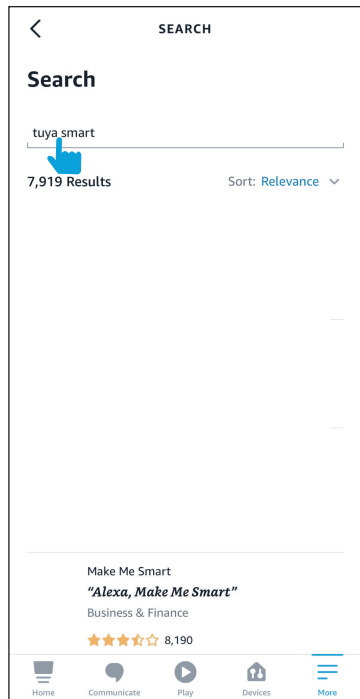 SEARCH
Search
tuya smart
7,919 Results Sort: Relevance
Make Me Smart
“Alexa, Make Me Smart”
Business & Finance
8,190
Home Communicate Play Devices More